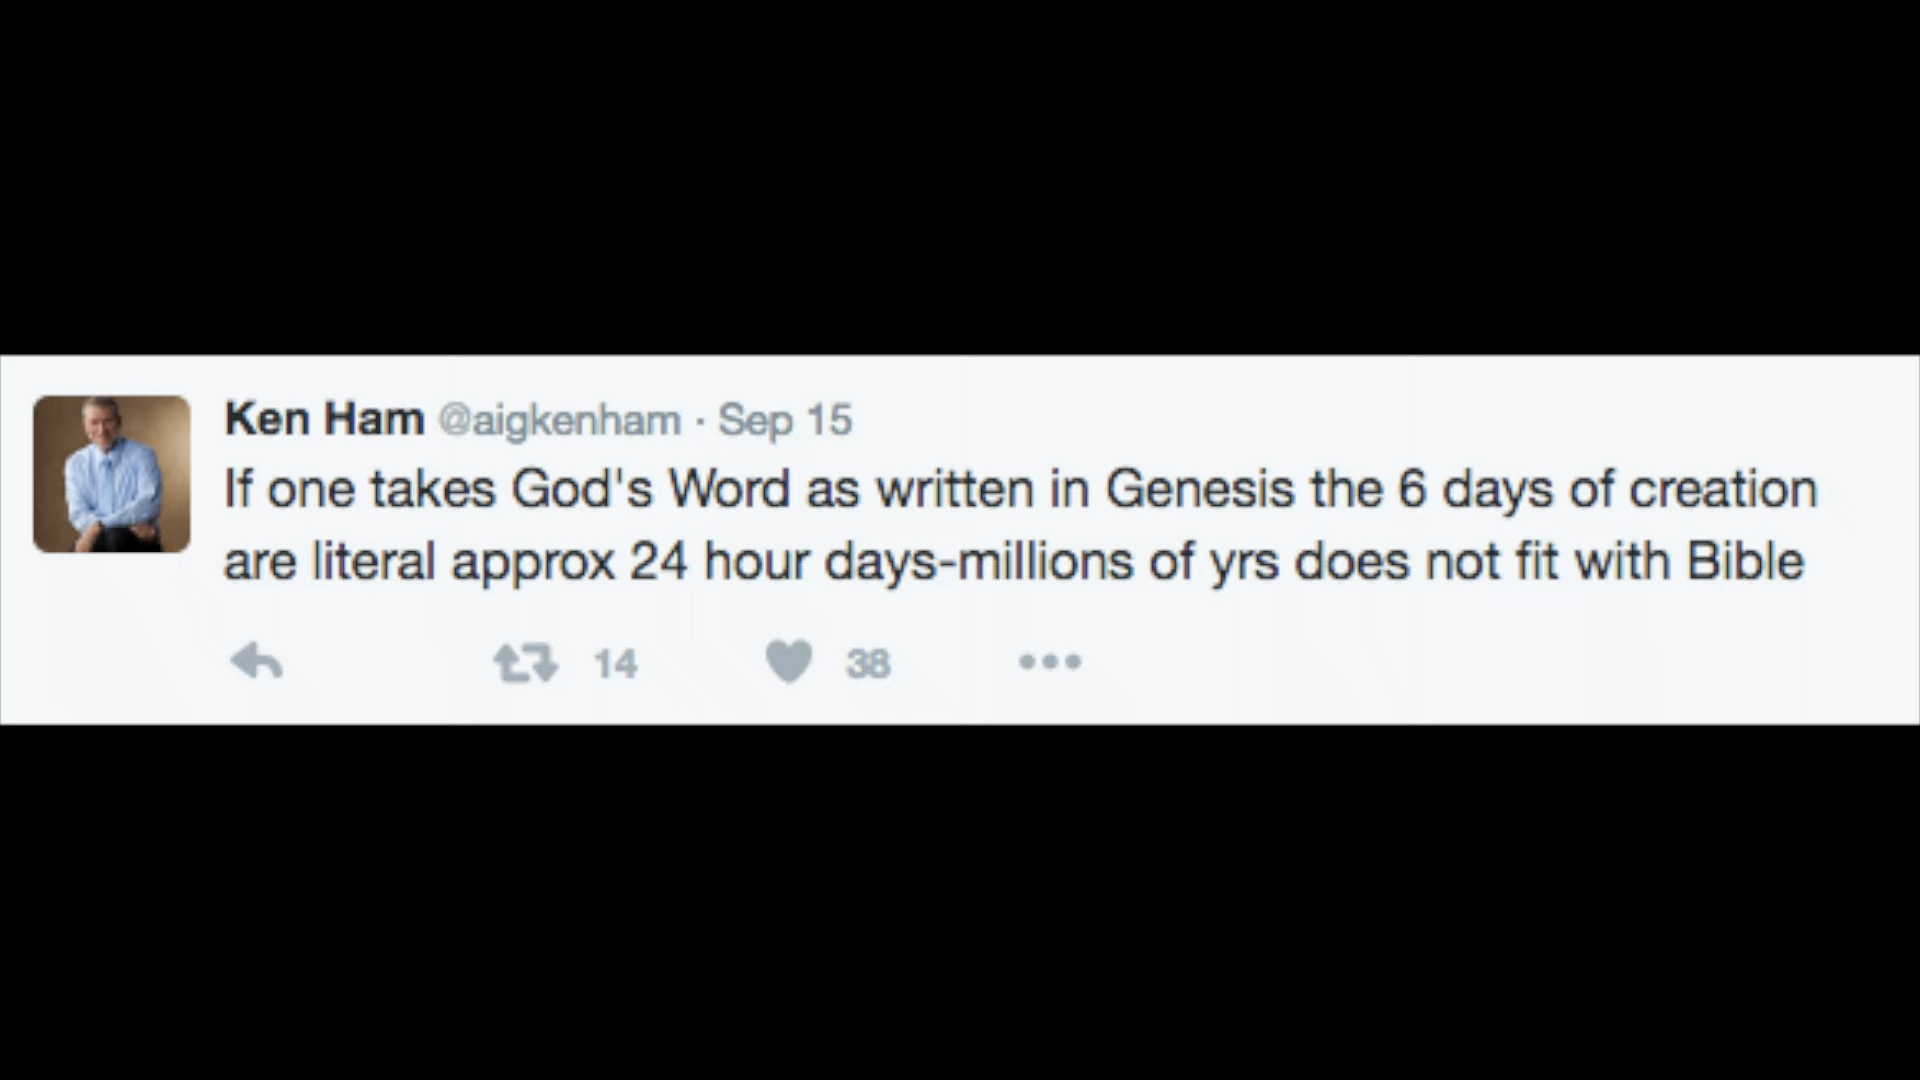 Ken Ham @aigkenham · Sep 15
If one takes God's Word as written in Genesis the 6 days of creation
are literal approx 24 hour days-millions of yrs does not fit with Bible
14 38